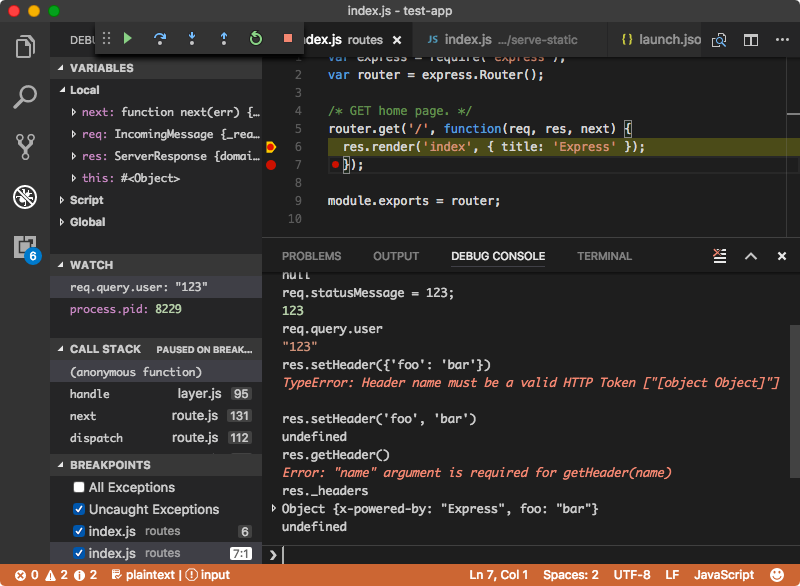 index.js - test-app
DEBU
index.js routes
JS index.js …/serve-static
{} launch.json
VARIABLES
Local
next: function next(err) {…
req: IncomingMessage {_rea…
res: ServerResponse {domai…
this: #<Object>
Script
Global
WATCH
req.query.user: "123"
process.pid: 8229
CALL STACK PAUSED ON BREAK…
(anonymous function)
handle layer.js 95
next route.js 131
dispatch route.js 112
BREAKPOINTS
All Exceptions
Uncaught Exceptions
index.js routes 6
index.js routes 7:1
6
1 var express = require('express');
2 var router = express.Router();
3
4 /* GET home page. */
5 router.get('/', function(req, res, next) {
6 res.render('index', { title: 'Express' });
7 });
8
9 module.exports = router;
10
PROBLEMS OUTPUT DEBUG CONSOLE TERMINAL
null
req.statusMessage = 123;
123
req.query.user
"123"
res.setHeader({'foo': 'bar'})
TypeError: Header name must be a valid HTTP Token ["[object Object]"]
res.setHeader('foo', 'bar')
undefined
res.getHeader()
Error: "name" argument is required for getHeader(name)
res._headers
Object {x-powered-by: "Express", foo: "bar"}
undefined
0 2 2 plaintext | input Ln 7, Col 1 Spaces: 2 UTF-8 LF JavaScript